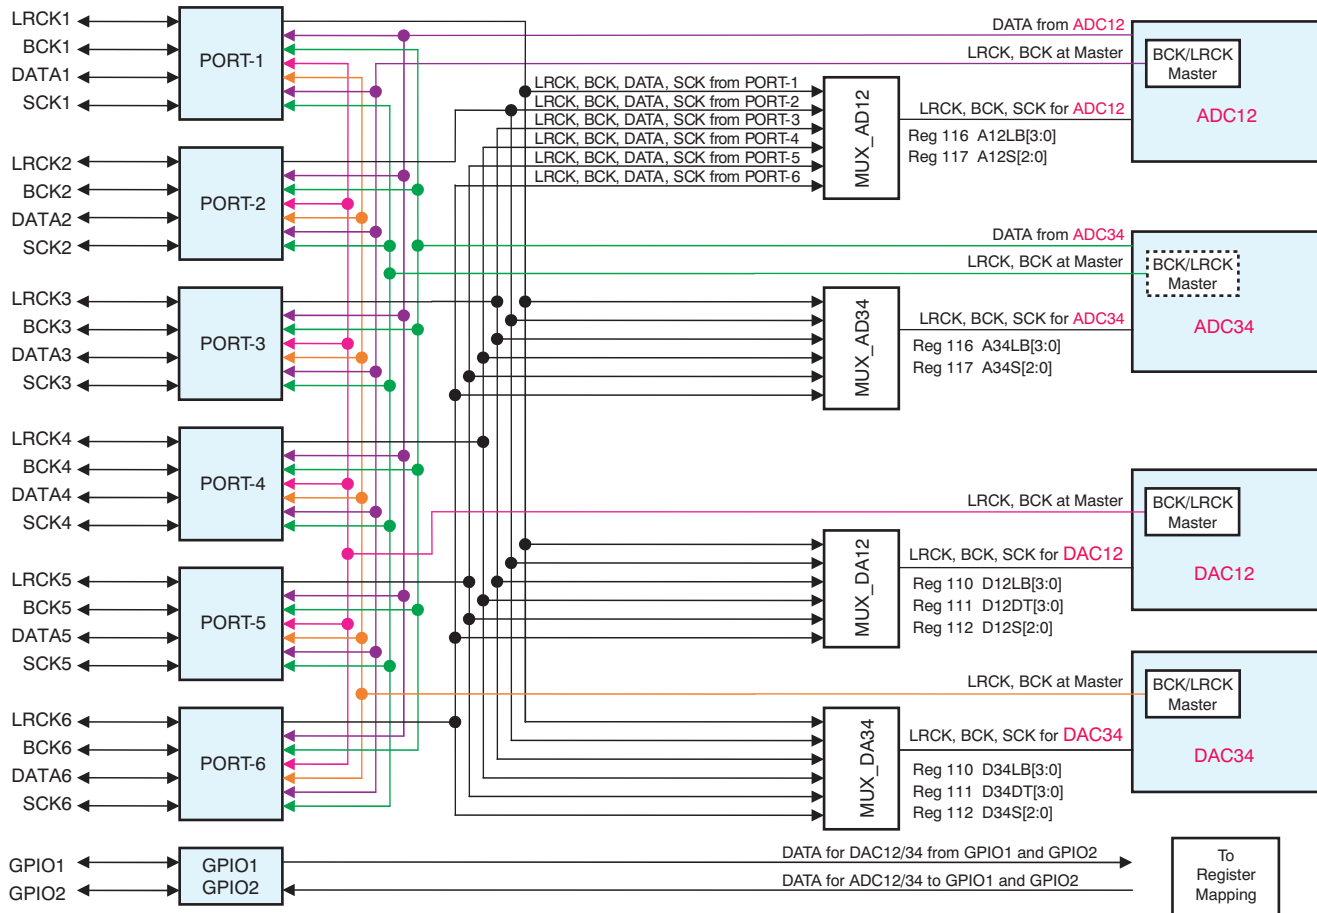 LRCK1
BCK1
DATA1
SCK1
PORT-1
LRCK2
BCK2
DATA2
SCK2
PORT-2
LRCK3
BCK3
DATA3
SCK3
PORT-3
LRCK4
BCK4
DATA4
SCK4
PORT-4
LRCK5
BCK5
DATA5
SCK5
PORT-5
LRCK6
BCK6
DATA6
SCK6
PORT-6
GPIO1
GPIO2
GPIO1
GPIO2
LRCK, BCK, DATA, SCK from PORT-1
LRCK, BCK, DATA, SCK from PORT-2
LRCK, BCK, DATA, SCK from PORT-3
LRCK, BCK, DATA, SCK from PORT-4
LRCK, BCK, DATA, SCK from PORT-5
LRCK, BCK, DATA, SCK from PORT-6
MUX_AD12
DATA from ADC12
LRCK, BCK at Master
LRCK, BCK, SCK for ADC12
Reg 116 A12LB[3:0]
Reg 117 A12S[2:0]
BCK/LRCK
Master
ADC12
MUX_AD34
DATA from ADC34
LRCK, BCK at Master
LRCK, BCK, SCK for ADC34
Reg 116 A34LB[3:0]
Reg 117 A34S[2:0]
BCK/LRCK
Master
ADC34
MUX_DA12
LRCK, BCK at Master
LRCK, BCK, SCK for DAC12
Reg 110 D12LB[3:0]
Reg 111 D12DT[3:0]
Reg 112 D12S[2:0]
BCK/LRCK
Master
DAC12
MUX_DA34
LRCK, BCK at Master
LRCK, BCK, SCK for DAC34
Reg 110 D34LB[3:0]
Reg 111 D34DT[3:0]
Reg 112 D34S[2:0]
BCK/LRCK
Master
DAC34
DATA for DAC12/34 from GPIO1 and GPIO2
DATA for ADC12/34 to GPIO1 and GPIO2
To
Register
Mapping